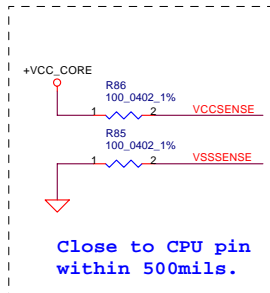 +VCC_CORE
R86
100_0402_1%
1 2 VCCSENSE
R85
100_0402_1%
1 2 VSSSENSE
Close to CPU pin
within 500mils.